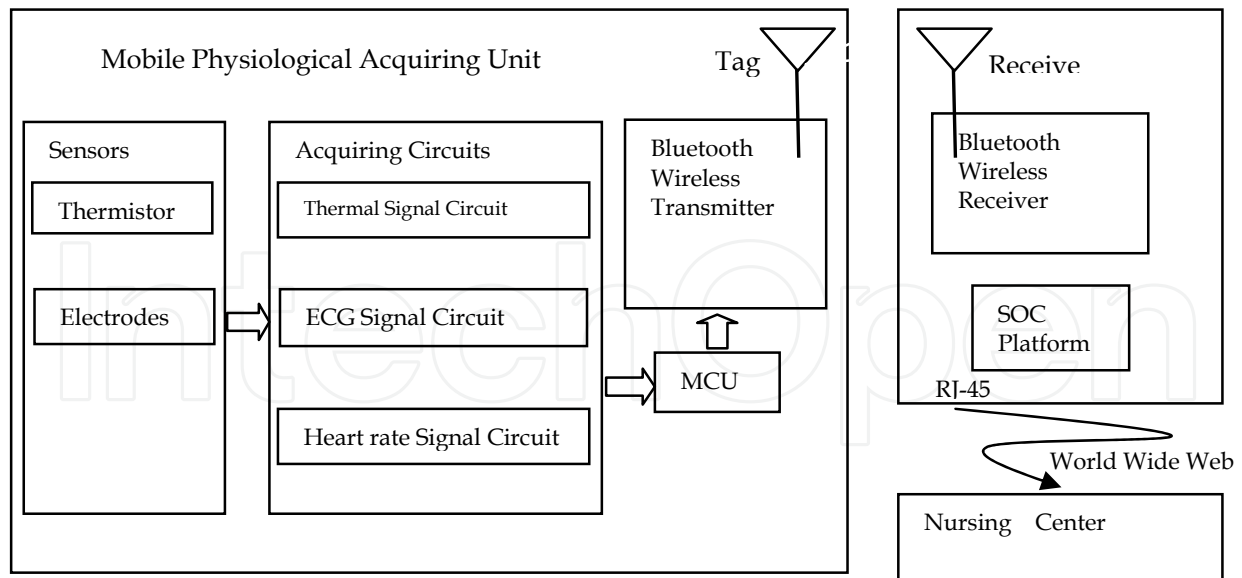 Mobile Physiological Acquiring Unit
Tag
Sensors
Thermistor
Electrodes
Acquiring Circuits
Thermal Signal Circuit
ECG Signal Circuit
Heart rate Signal Circuit
Bluetooth
Wireless
Transmitter
MCU
Receive
Bluetooth
Wireless
Receiver
SOC
Platform
RJ-45
World Wide Web
Nursing Center
IntechOpen